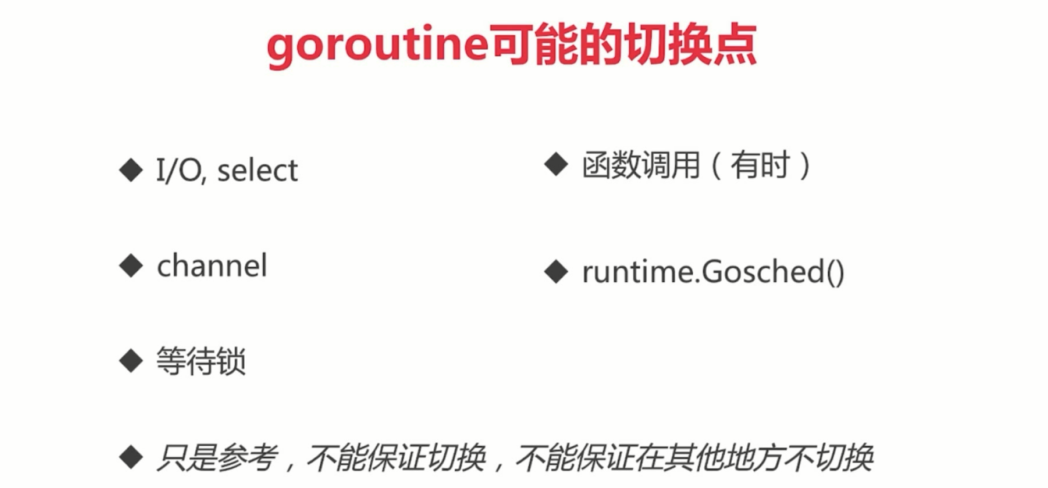 goroutine可能的切换点
◆ I/O, select
◆ channel
◆ 等待锁
◆ 函数调用（有时）
◆ runtime.Gosched()
◆ 只是参考，不能保证切换，不能保证在其他地方不切换